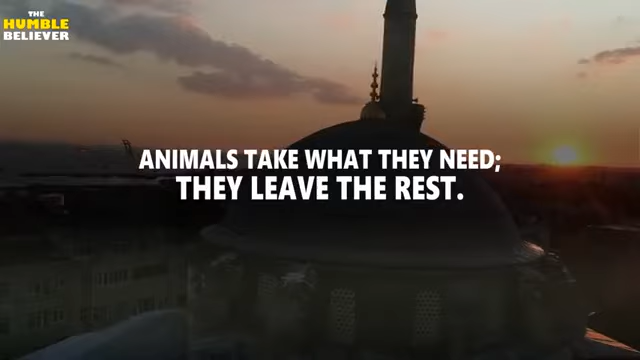 THE
HUMBLE
BELIEVER
ANIMALS TAKE WHAT THEY NEED;
THEY LEAVE THE REST.